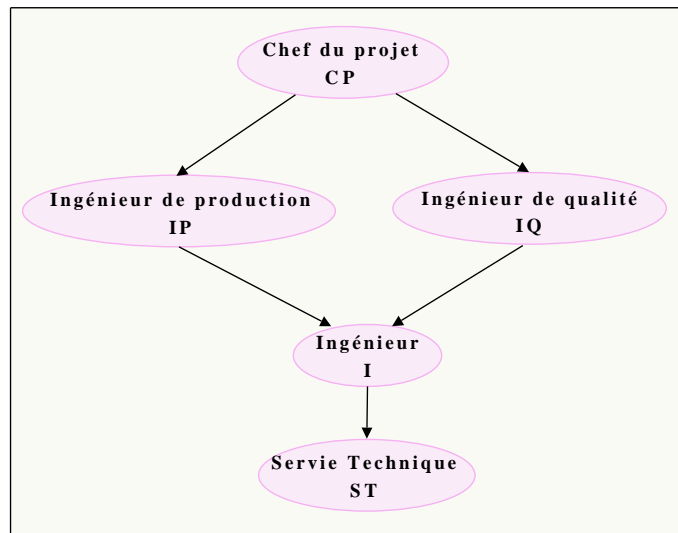 Chef du projet
CP
Ingénieur de production
IP
Ingénieur de qualité
IQ
Ingénieur
I
Servie Technique
ST